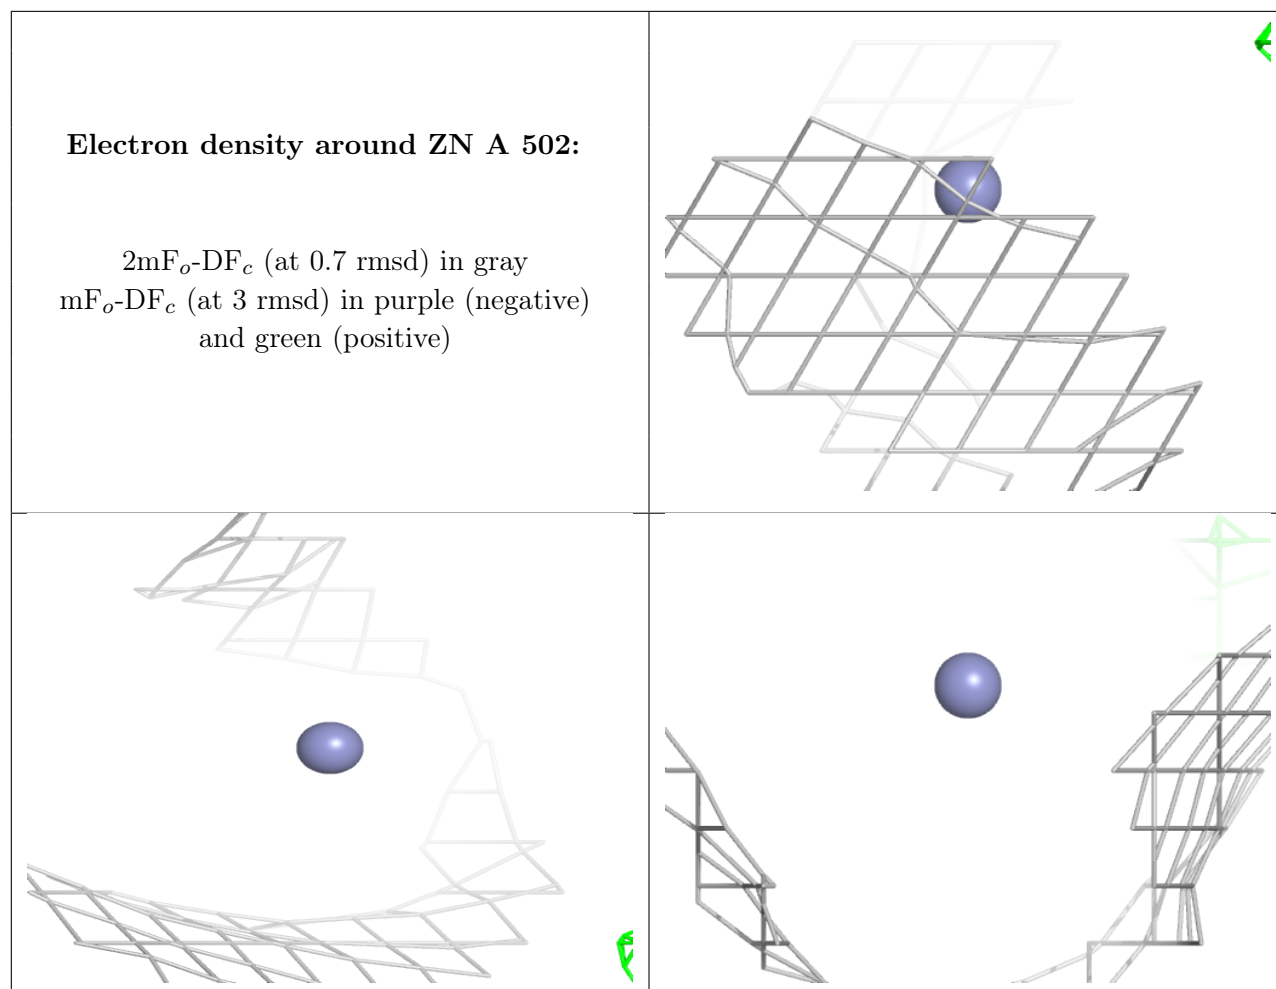 Electron density around ZN A 502:
2mFo-DFc (at 0.7 rmsd) in gray
mFo-DFc (at 3 rmsd) in purple (negative)
and green (positive)